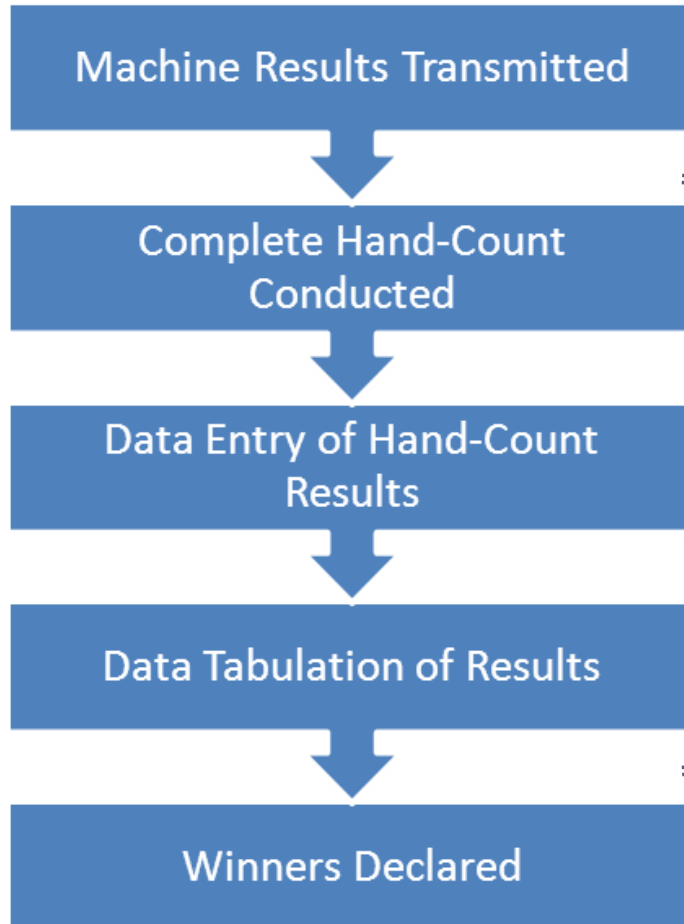 Machine Results Transmitted
Complete Hand-Count
Conducted
Data Entry of Hand-Count
Results
Data Tabulation of Results
Winners Declared